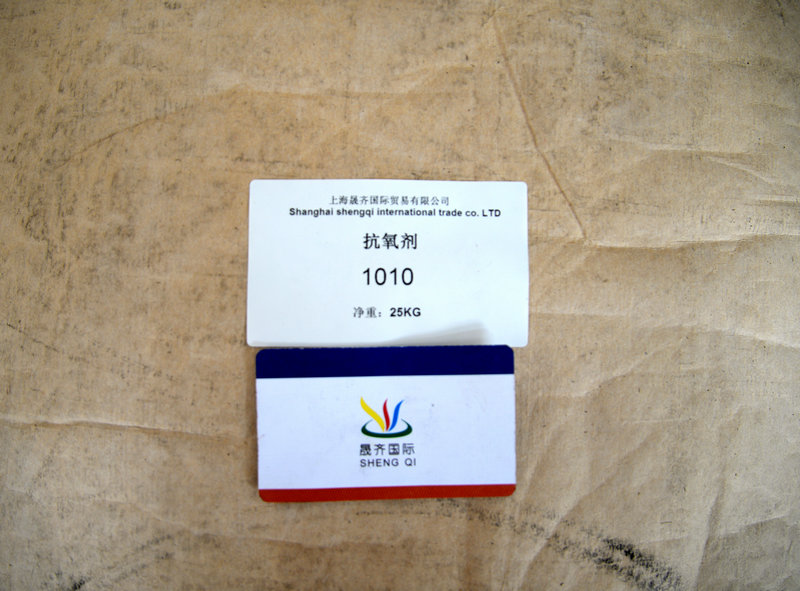 上海晟齐国际贸易有限公司
Shanghai shengqi international trade co. LTD
抗氧剂
1010
净重：25KG
晟齐国际
SHENG QI